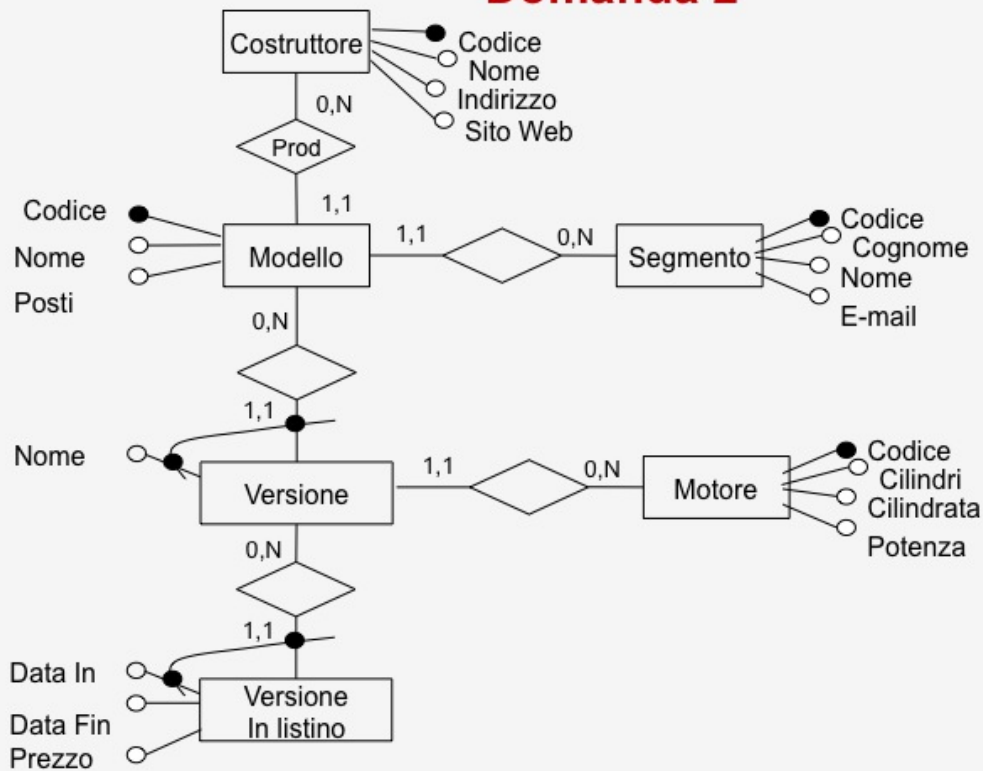 Domanda 2
Costruttore
Codice
Nome
Indirizzo
Sito Web
0,N
Prod
1,1
Codice
Nome
Posti
Modello
1,1
0,N
Segmento
Codice
Cognome
Nome
E-mail
0,N
1,1
Nome
Versione
1,1
0,N
Motore
Codice
Cilindri
Cilindrata
Potenza
0,N
1,1
Data In
Data Fin
Prezzo
Versione
In listino